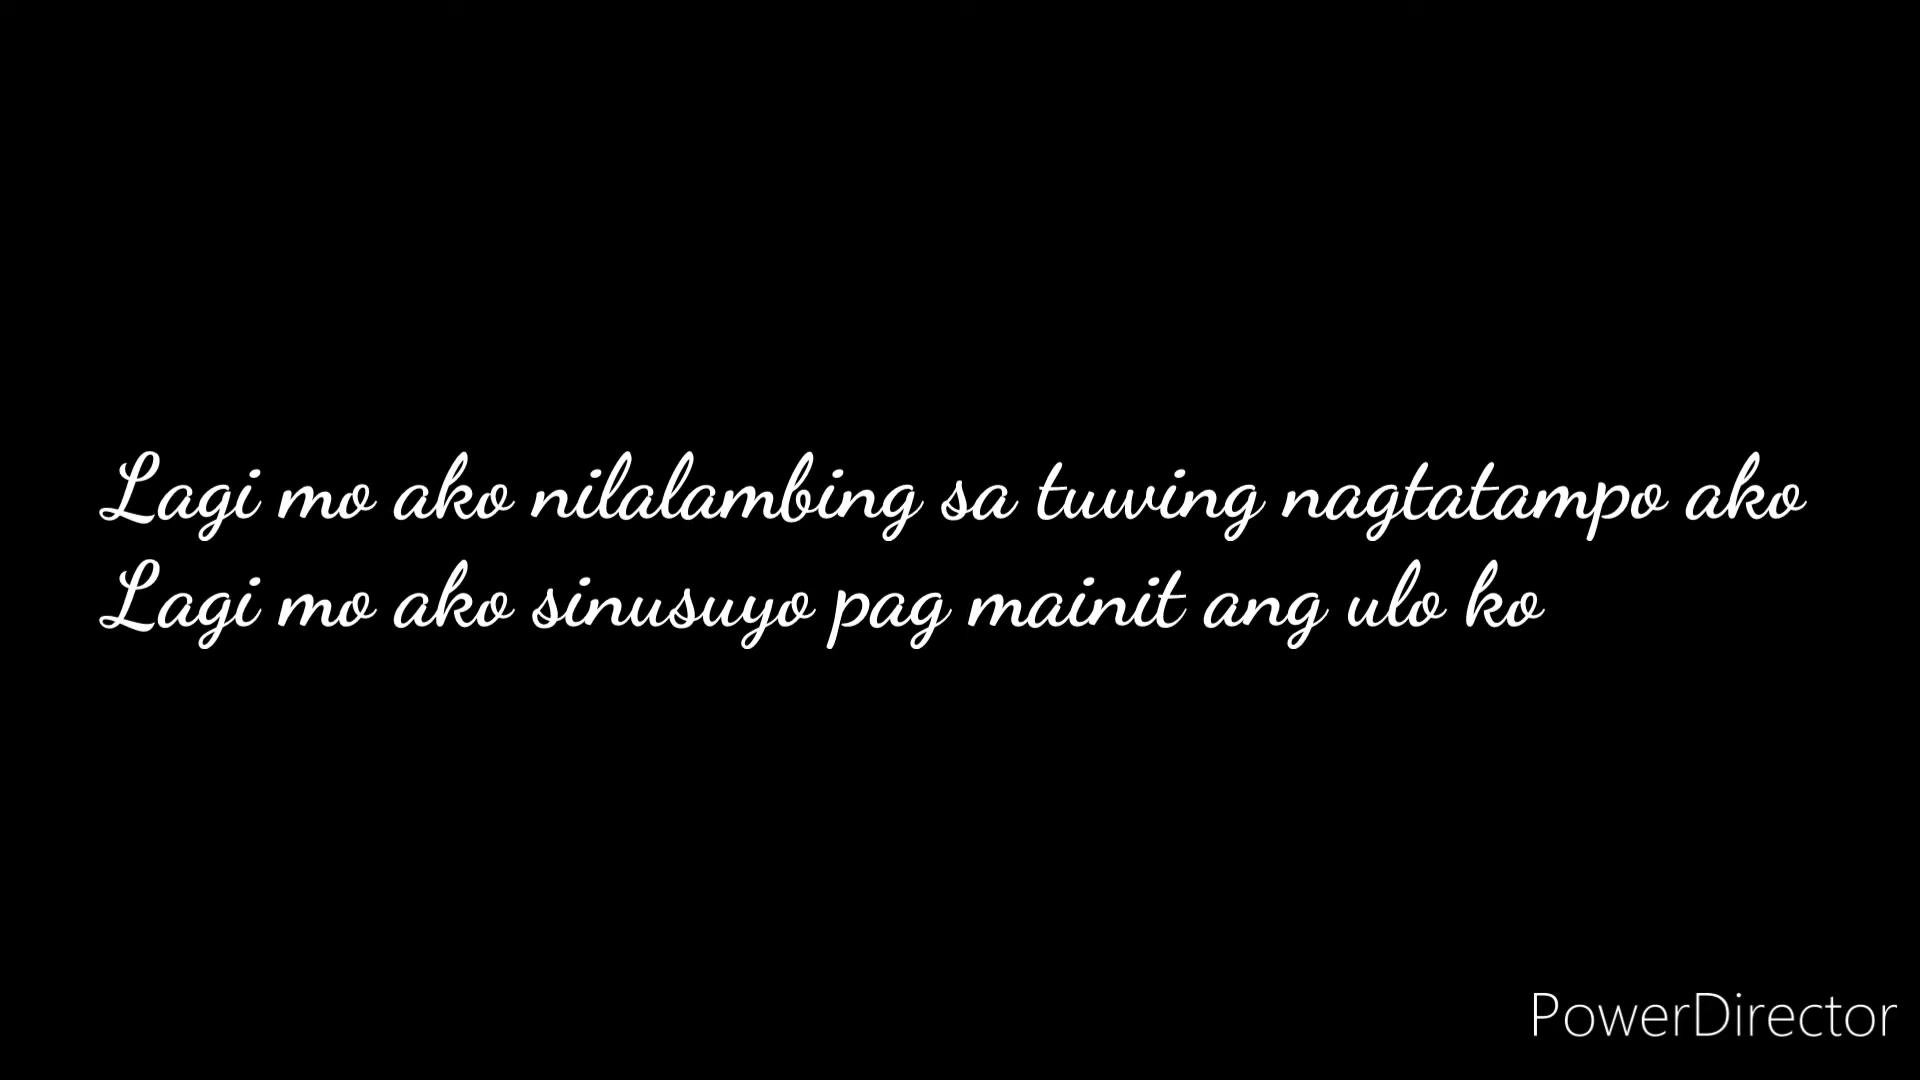 Lagi mo ako nilalambing sa tuwing nagtatampo ako
Lagi mo ako sinusuyo pag mainit ang ulo ko
PowerDirector